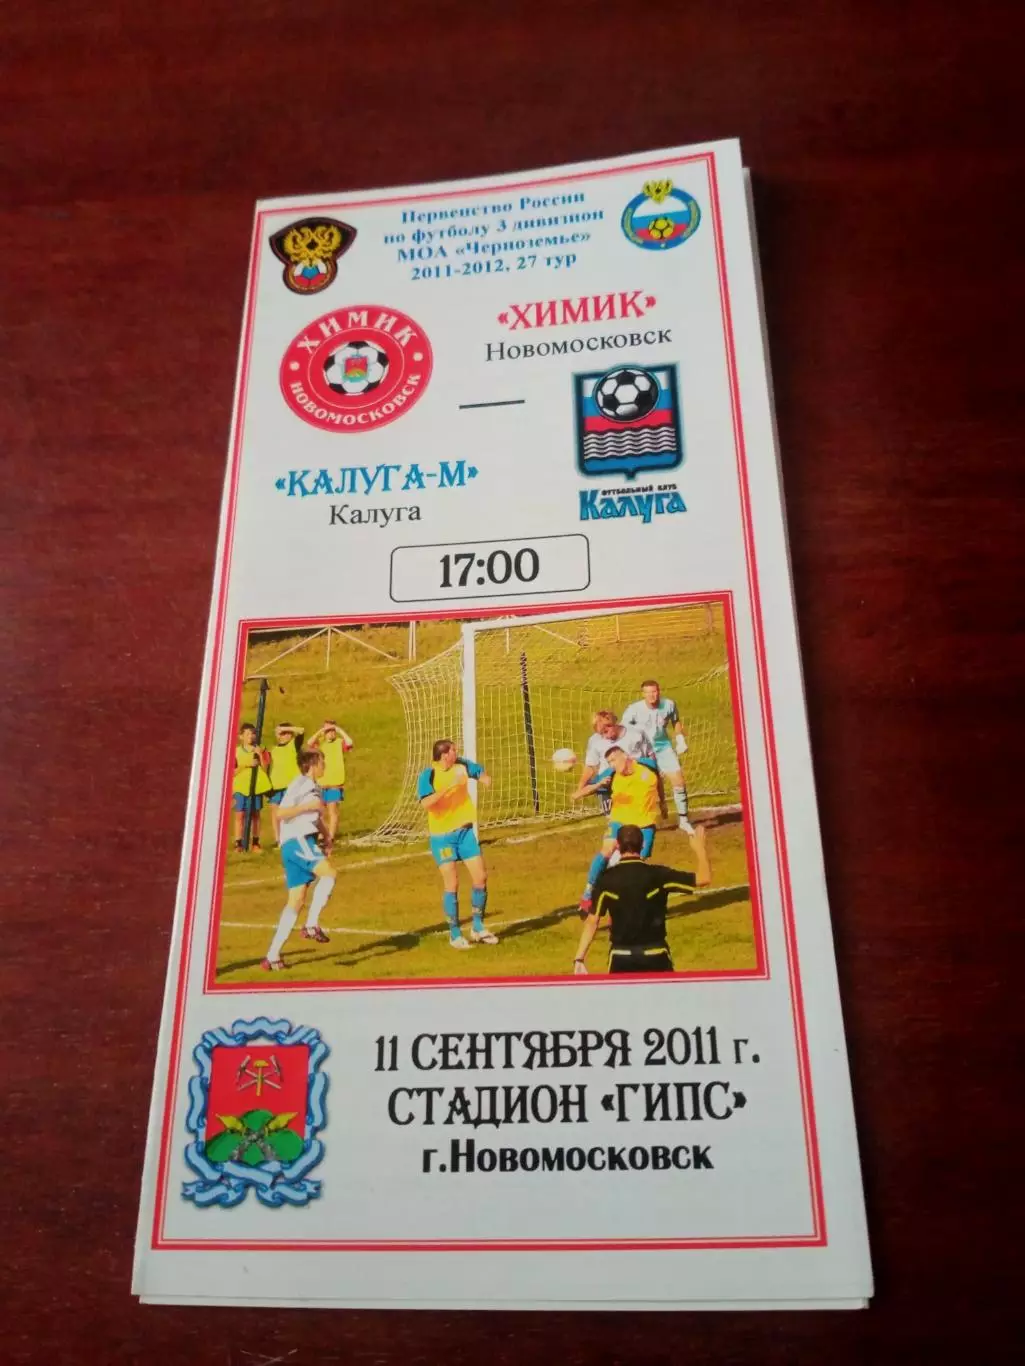 Первенство России
по футболу 3 дивизион
МОА «Черноземье»
2011-2012, 27 тур
ХИМИК
НОВОМОСКОВСК
«ХИМИК»
Новомосковск
—
«КАЛУГА-М»
Калуга
ФУТБОЛЬНЫЙ КЛУБ
Калуга
17:00
11 СЕНТЯБРЯ 2011 г.
СТАДИОН «ГИПС»
г.Новомосковск